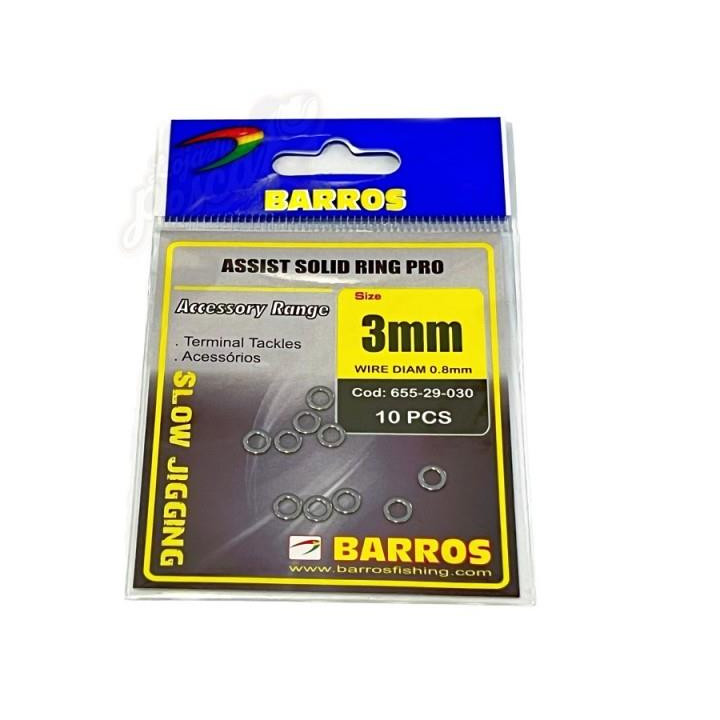 BARROS
ASSIST SOLID RING PRO
Accessory Range
. Terminal Tackles
. Acessórios
Size
3mm
WIRE DIAM 0.8mm
Cod: 655-29-030
10 PCS
SLOW JIGGING
BARROS
www.barrosfishing.com